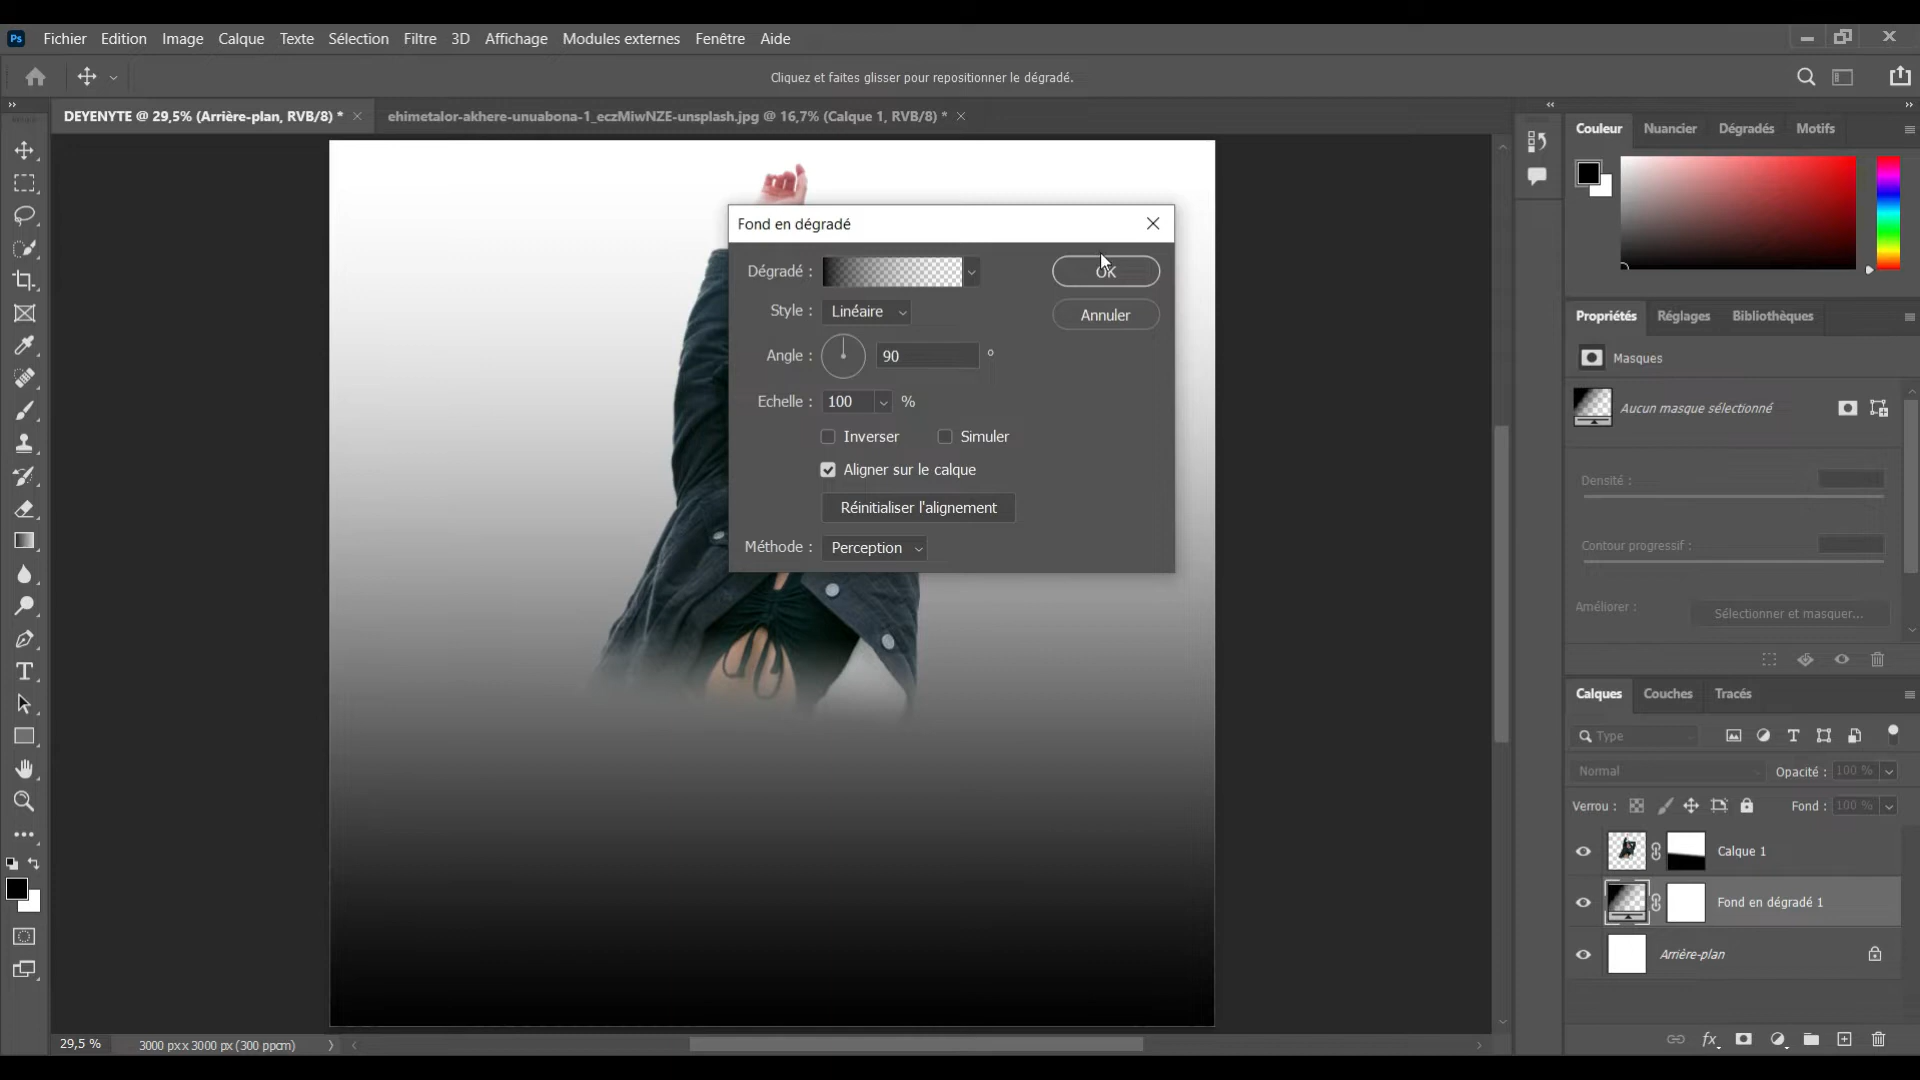 Ps Fichier Edition Image Calque Texte Sélection Filtre 3D Affichage Modules externes Fenêtre Aide
Cliquez et faites glisser pour repositionner le dégradé.
DEYENYTE @ 29,5% (Arrière-plan, RVB/8) * ehimetalor-akhere-unuabona-1_eczMiwNZE-unsplash.jpg @ 16,7% (Calque 1, RVB/8) *
Couleur Nuancier Dégradés Motifs
Fond en dégradé
Dégradé :
OK
Style : Linéaire
Annuler
Angle : 90 °
Echelle : 100 %
Inverser Simuler
Aligner sur le calque
Réinitialiser l'alignement
Méthode : Perception
Propriétés Réglages Bibliothèques
Masques
Aucun masque sélectionné
Densité :
Contour progressif :
Améliorer : Sélectionner et masquer...
Calques Couches Tracés
Type
Normal Opacité : 100 %
Verrou : Fond : 100 %
Calque 1
Fond en dégradé 1
Arrière-plan
fx
29,5 % 3000 px x 3000 px (300 ppcm)